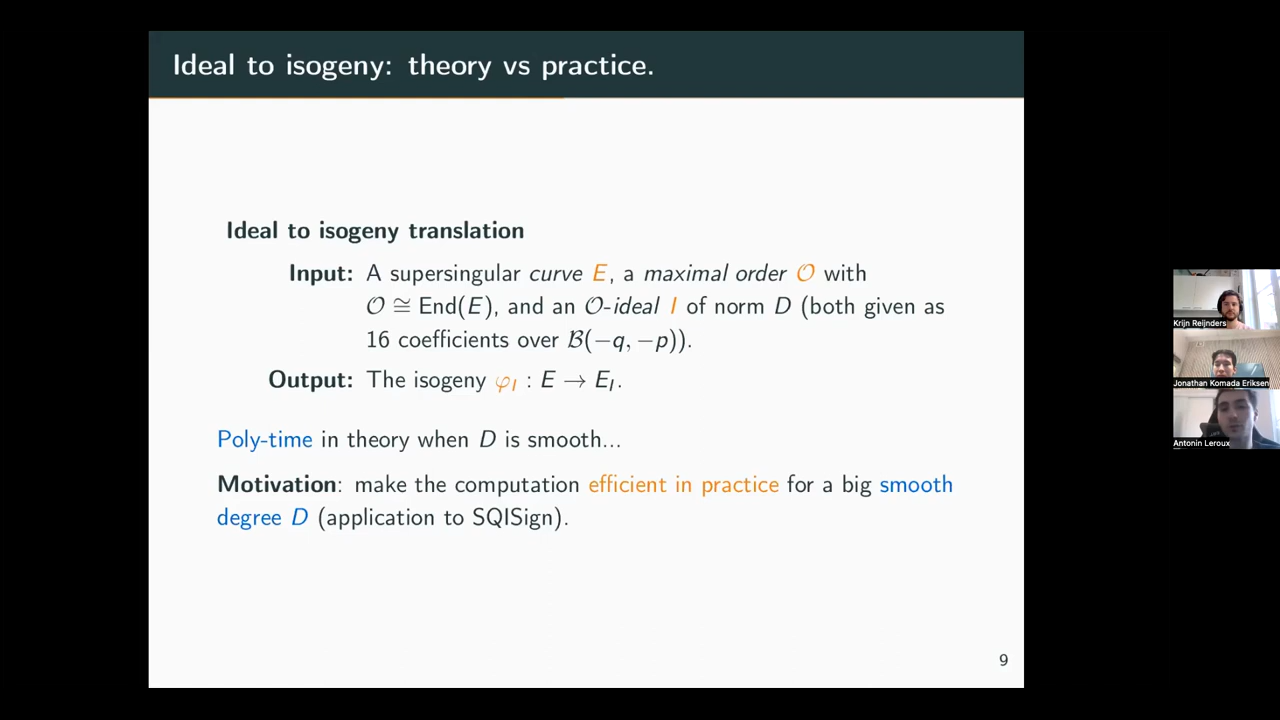 Ideal to isogeny: theory vs practice.
Ideal to isogeny translation
Input: A supersingular curve E, a maximal order 𝒪 with
𝒪 ≅ End(E), and an 𝒪-ideal I of norm D (both given as
16 coefficients over ℬ(−q, −p)).
Output: The isogeny φ_I : E → E_I.
Poly-time in theory when D is smooth...
Motivation: make the computation efficient in practice for a big smooth
degree D (application to SQISign).
9
Krijn Reijnders
Jonathan Komada Eriksen
Antonin Leroux